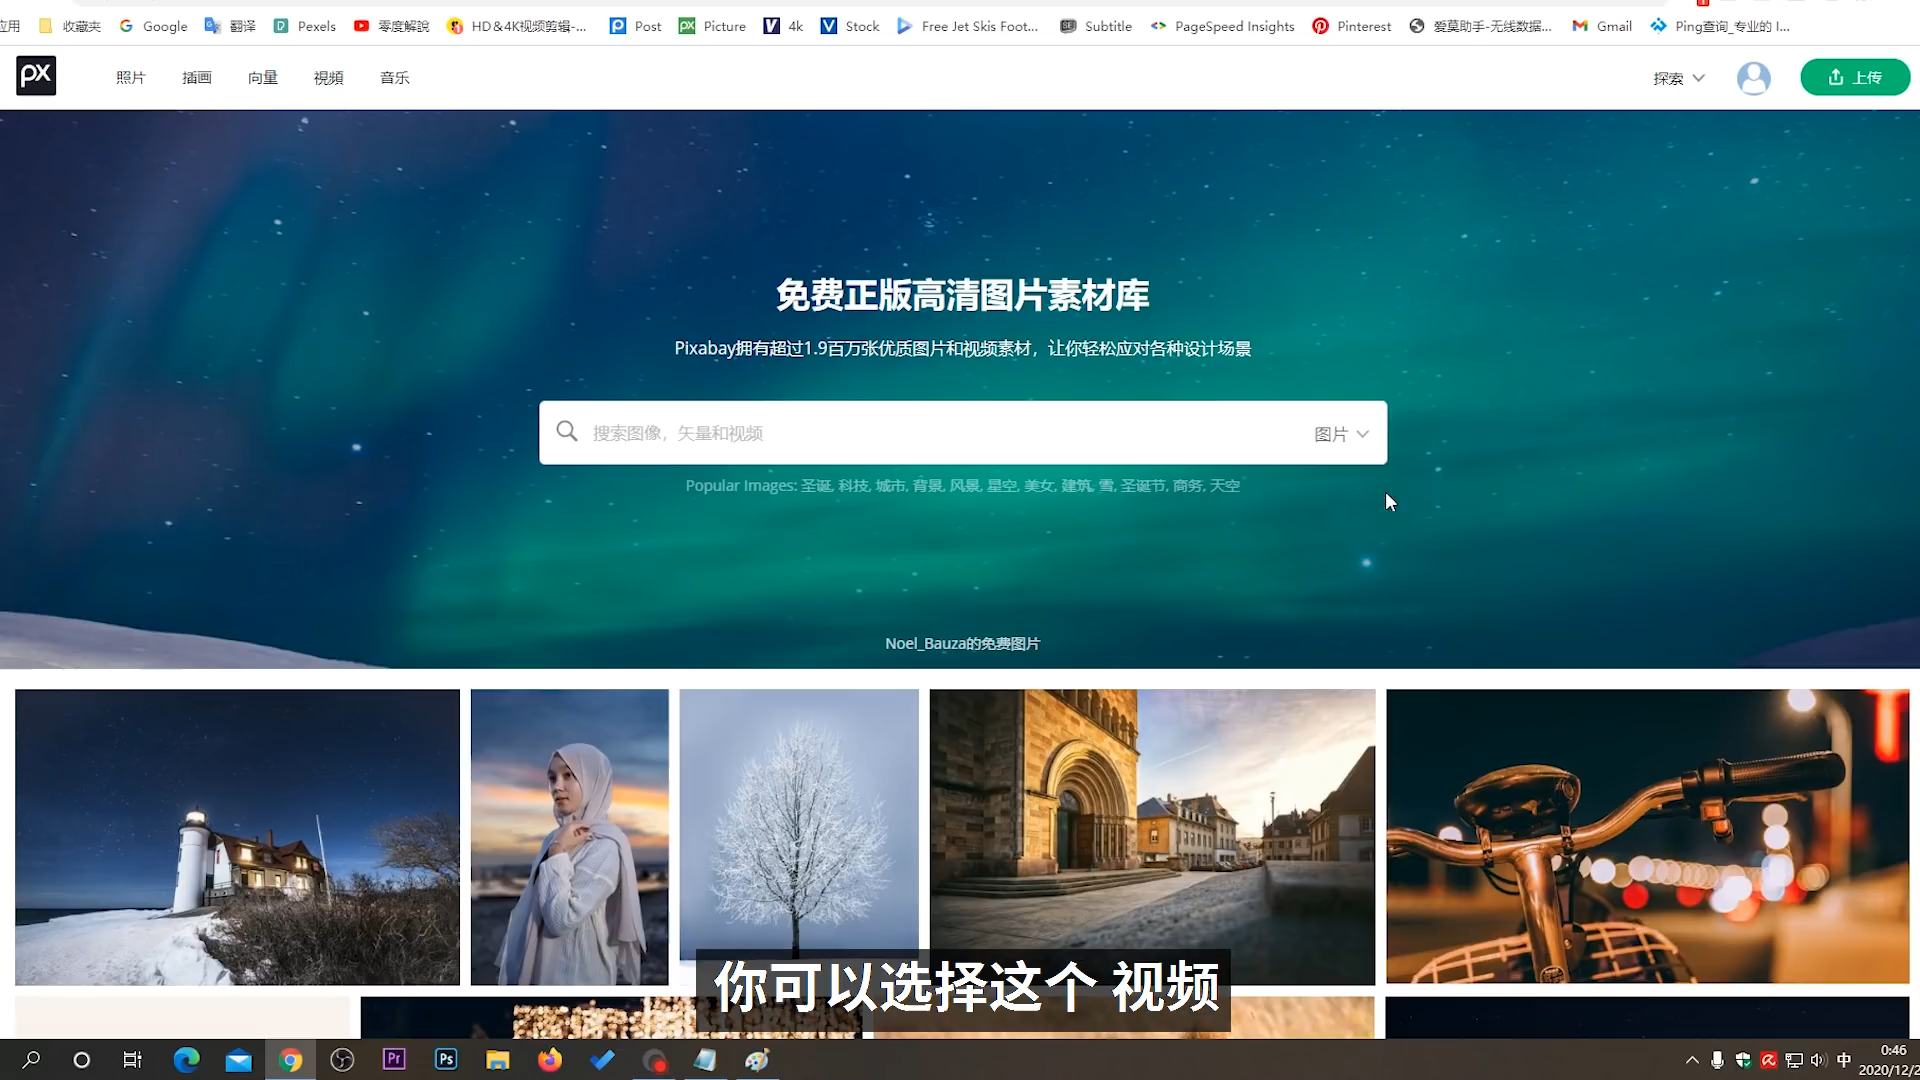 应用 收藏夹 Google 翻译 Pexels 零度解說 HD&4K视频剪辑-... Post Picture 4k Stock Free Jet Skis Foot... Subtitle PageSpeed Insights Pinterest 爱莫助手-无线数据... Gmail Ping查询_专业的 I...
px 照片 插画 向量 視頻 音乐 探索 上传
免费正版高清图片素材库
Pixabay拥有超过1.9百万张优质图片和视频素材，让你轻松应对各种设计场景
搜索图像，矢量和视频 图片
Popular Images: 圣诞, 科技, 城市, 背景, 风景, 星空, 美女, 建筑, 雪, 圣诞节, 商务, 天空
Noel_Bauza的免费图片
你可以选择这个 视频
Pr Ps 中 0:46
2020/12/2